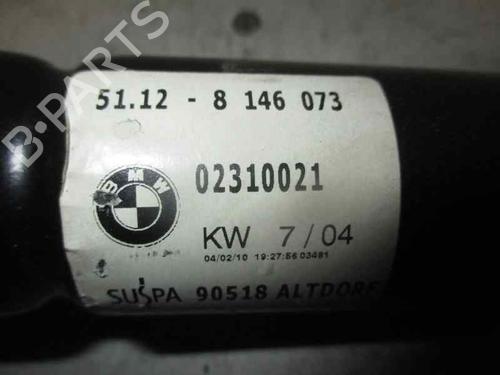 B-PARTS
51.12 - 8 146 073
BMW
02310021
KW 7/04
04/02/10 19:27:56 03481
SUSPA 90518 ALTDORF